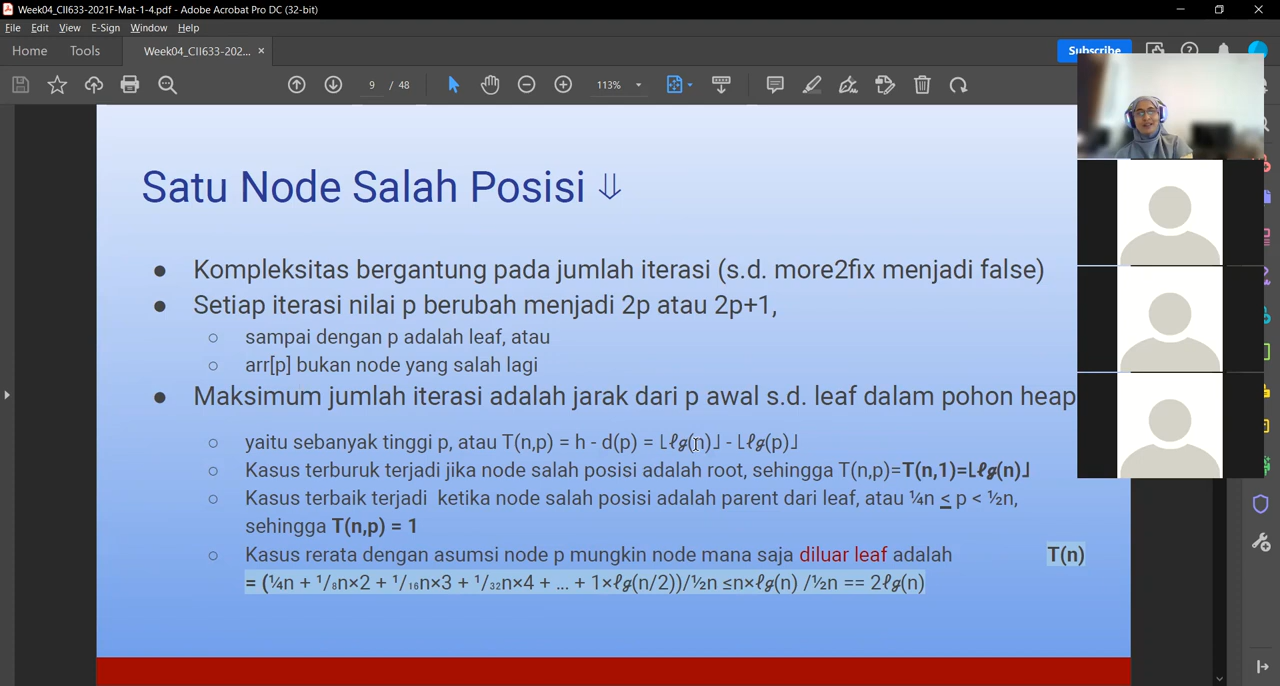 Week04_CII633-2021F-Mat-1-4.pdf - Adobe Acrobat Pro DC (32-bit)
File Edit View E-Sign Window Help
Home Tools Week04_CII633-202... × Subscribe
9 / 48 113%
Satu Node Salah Posisi ⇓
● Kompleksitas bergantung pada jumlah iterasi (s.d. more2fix menjadi false)
● Setiap iterasi nilai p berubah menjadi 2p atau 2p+1,
○ sampai dengan p adalah leaf, atau
○ arr[p] bukan node yang salah lagi
● Maksimum jumlah iterasi adalah jarak dari p awal s.d. leaf dalam pohon heap
○ yaitu sebanyak tinggi p, atau T(n,p) = h - d(p) = ⌊ℓℊ(n)⌋ - ⌊ℓℊ(p)⌋
○ Kasus terburuk terjadi jika node salah posisi adalah root, sehingga T(n,p)=T(n,1)=⌊ℓℊ(n)⌋
○ Kasus terbaik terjadi ketika node salah posisi adalah parent dari leaf, atau ¼n ≤ p < ½n,
sehingga T(n,p) = 1
○ Kasus rerata dengan asumsi node p mungkin node mana saja diluar leaf adalah T(n)
= (¼n + ¹/₈n×2 + ¹/₁₆n×3 + ¹/₃₂n×4 + ... + 1×ℓℊ(n/2))/½n ≤n×ℓℊ(n) /½n == 2ℓℊ(n)